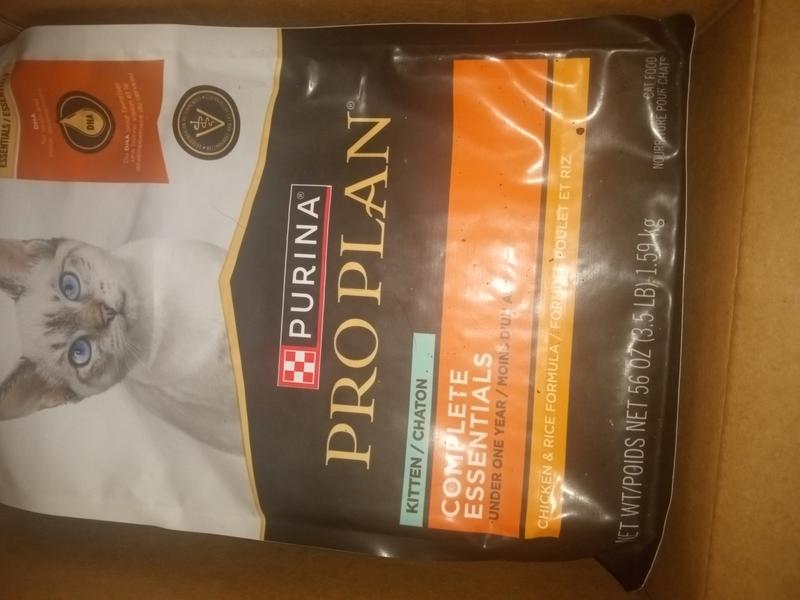 ESSENTIALS / ESSENTI
DHA
DHA
PURINA®
PRO PLAN®
KITTEN / CHATON
COMPLETE
ESSENTIALS
UNDER ONE YEAR / MOINS D'UN A
CHICKEN & RICE FORMULA / FORMULE POULET ET RIZ
NET WT/POIDS NET 56 OZ (3.5 LB) 1.59 kg
CAT FOOD
NOURRITURE POUR CHATS